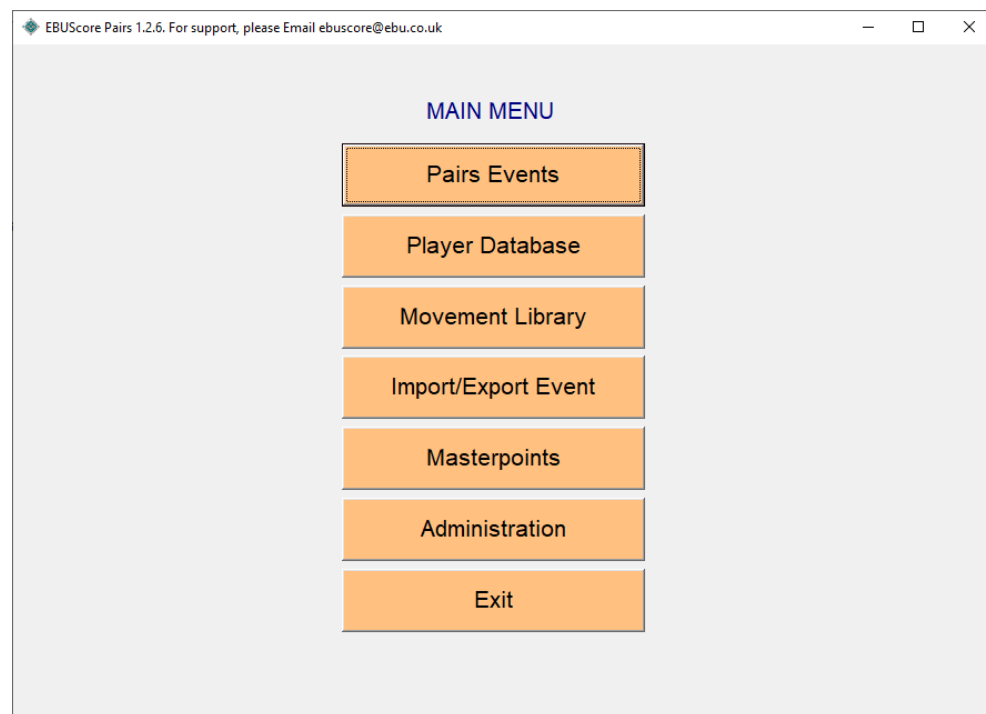 EBUScore Pairs 1.2.6. For support, please Email ebuscore@ebu.co.uk
MAIN MENU
Pairs Events
Player Database
Movement Library
Import/Export Event
Masterpoints
Administration
Exit